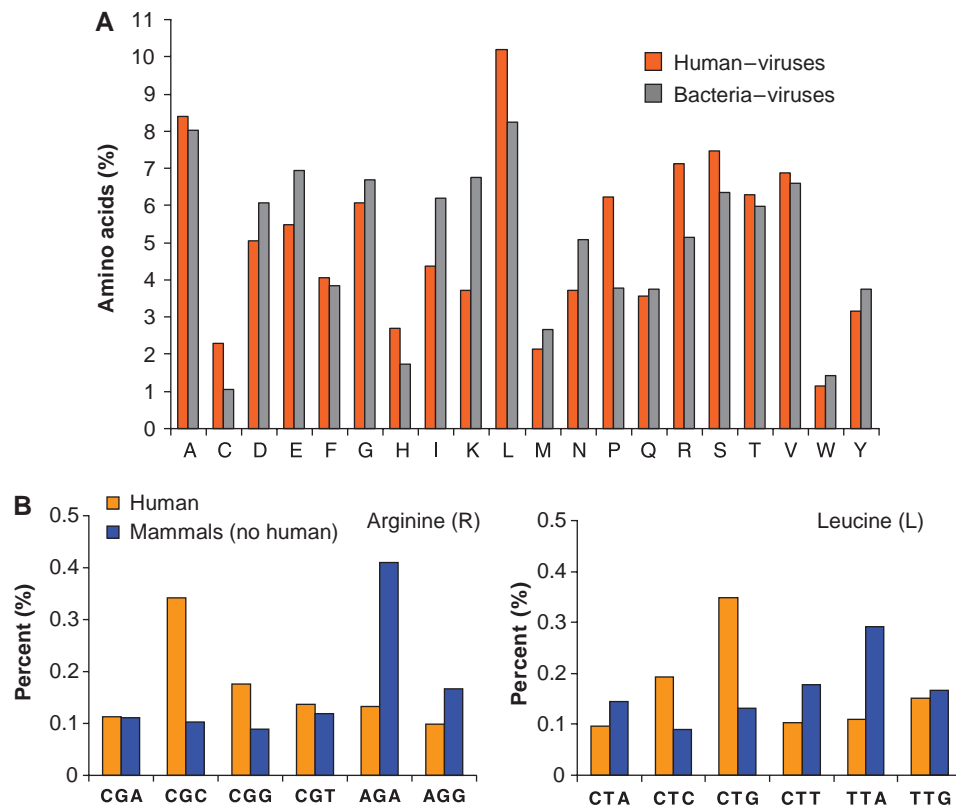 A
Amino acids (%)
11
10
9
8
7
6
5
4
3
2
1
0
Human–viruses
Bacteria–viruses
A C D E F G H I K L M N P Q R S T V W Y
B
Human
Mammals (no human)
Arginine (R)
Percent (%)
0.5
0.4
0.3
0.2
0.1
0
CGA CGC CGG CGT AGA AGG
Leucine (L)
Percent (%)
0.5
0.4
0.3
0.2
0.1
0
CTA CTC CTG CTT TTA TTG